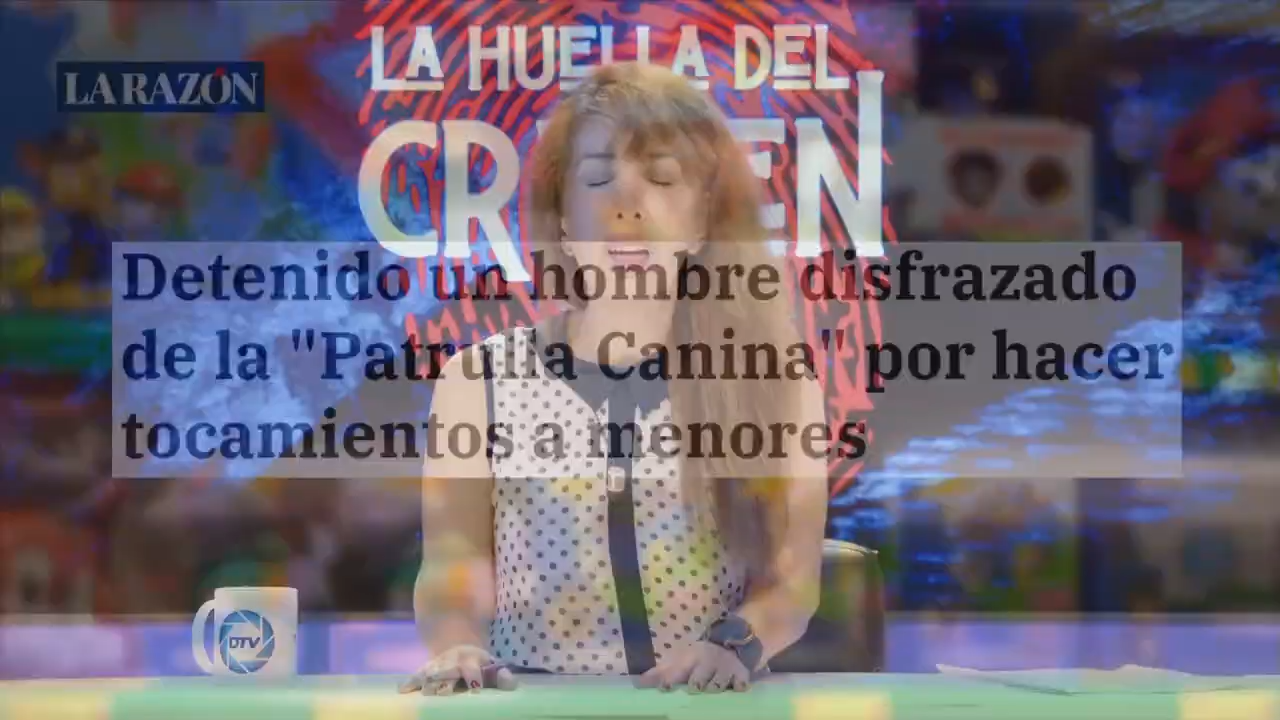 LA HUELLA DEL
LA RAZÓN
CRIMEN
Detenido un hombre disfrazado
de la "Patrulla Canina" por hacer
tocamientos a menores
DTV